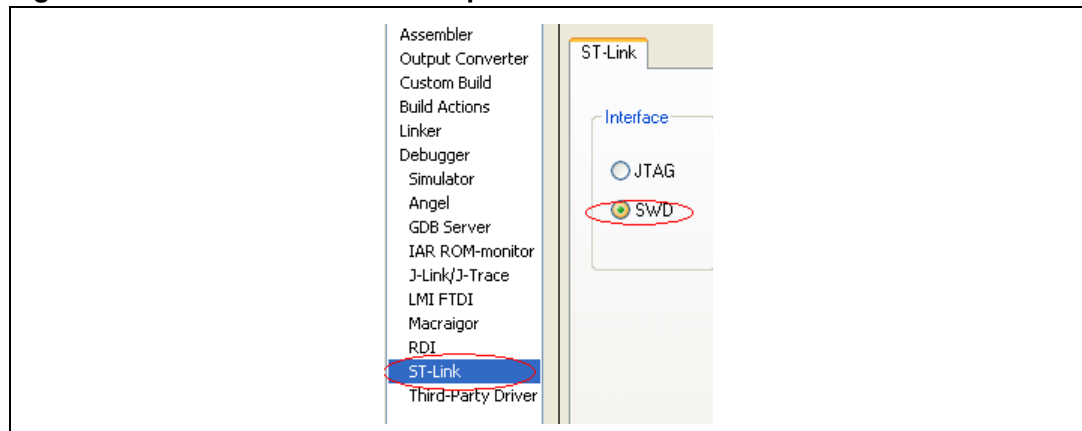 Assembler
Output Converter
Custom Build
Build Actions
Linker
Debugger
Simulator
Angel
GDB Server
IAR ROM-monitor
J-Link/J-Trace
LMI FTDI
Macraigor
RDI
ST-Link
Third-Party Driver
ST-Link
Interface
JTAG
SWD